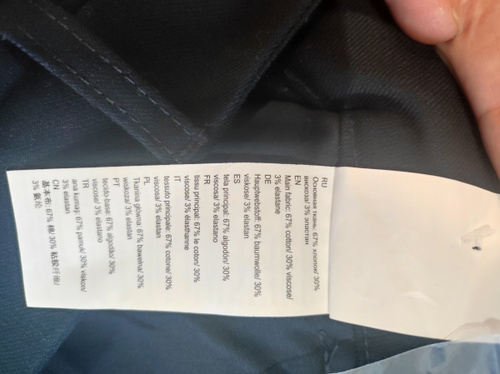 RU
Основная ткань: 67% хлопок/ 30%
вискоза/ 3% эластан
EN
Main fabric: 67% cotton/ 30% viscose/
3% elastane
DE
Hauptwebstoff: 67% baumwolle/ 30%
viskose/ 3% elastan
ES
tela principal: 67% algodón/ 30%
viscosa/ 3% elastano
FR
tissu principal: 67% le coton/ 30%
viscose/ 3% élasthanne
IT
tessuto principale: 67% cotone/ 30%
viscosa/ 3% elastan
PL
Tkanina główna: 67% bawełna/ 30%
wiskoza/ 3% elastan
PT
tecido base: 67% algodão/ 30%
viscose/ 3% elastan
TR
ana kumaş: 67% pamuk/ 30% viskon/
3% elastan
CN
基本布: 67% 棉/ 30% 粘胶纤维/
3% 氨纶